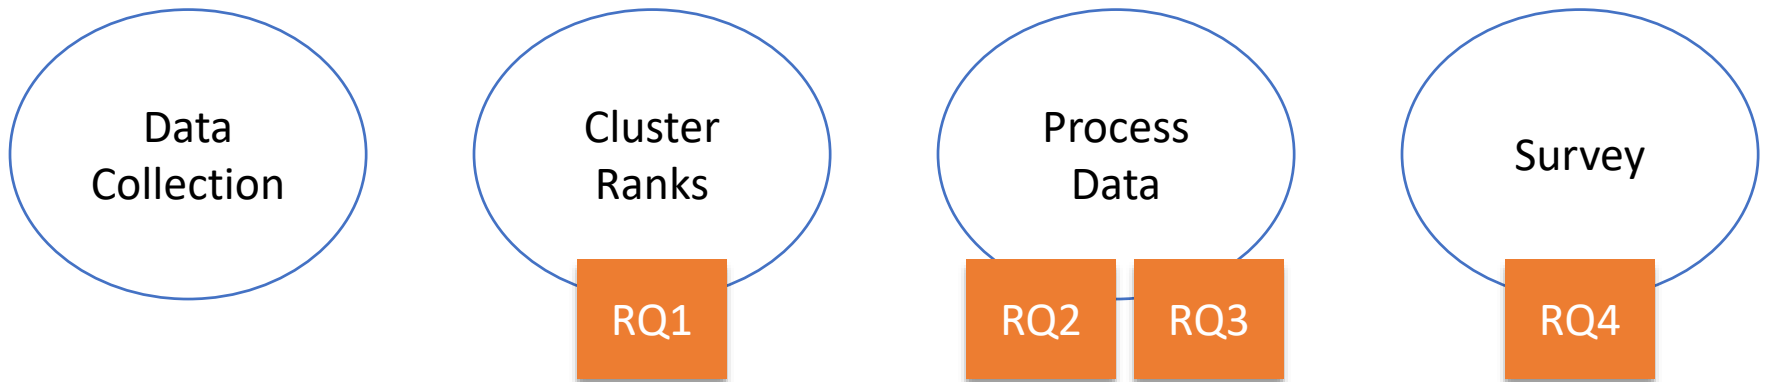 Data
Collection
Cluster
Ranks
Process
Data
Survey
RQ1
RQ2
RQ3
RQ4